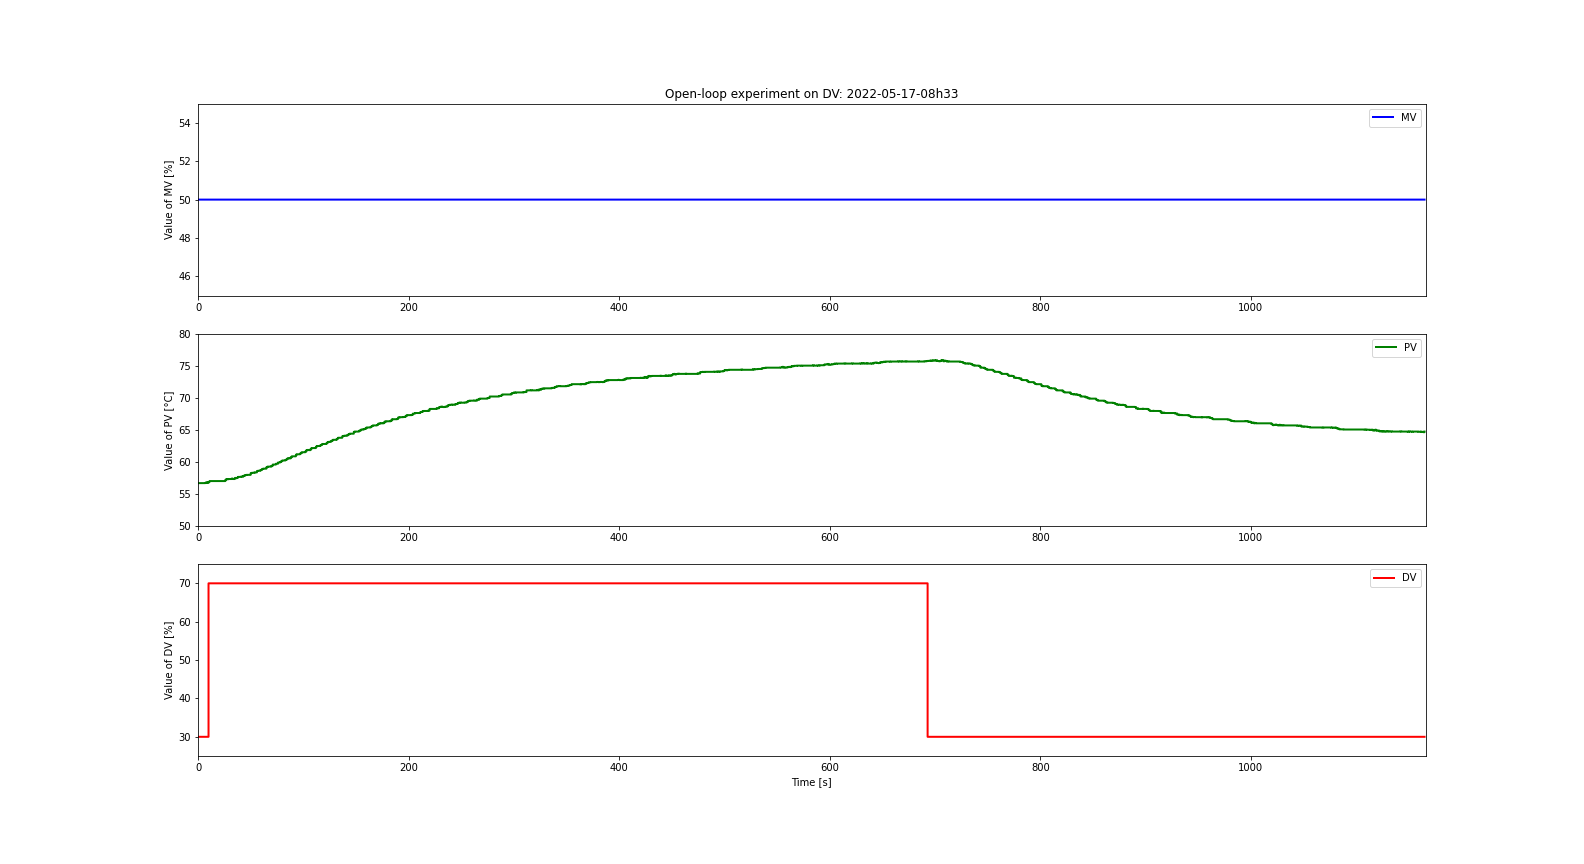 Open-loop experiment on DV: 2022-05-17-08h33
MV
Value of MV [%]
54
52
50
48
46
0 200 400 600 800 1000
PV
Value of PV [°C]
80
75
70
65
60
55
50
0 200 400 600 800 1000
DV
Value of DV [%]
70
60
50
40
30
0 200 400 600 800 1000
Time [s]